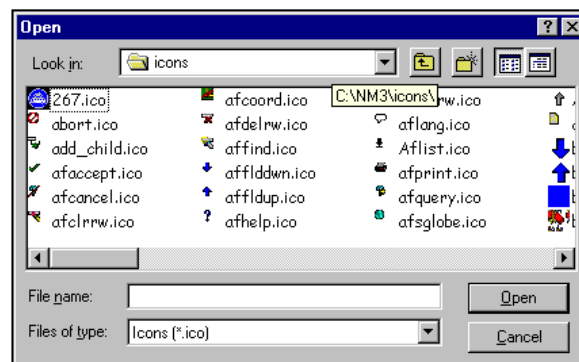 Open
Look in: icons
C:\NM3\icons\
267.ico
abort.ico
add_child.ico
afaccept.ico
afcancel.ico
afclrrw.ico
afcoord.ico
afdelrw.ico
affind.ico
afflddwn.ico
affldup.ico
afhelp.ico
rw.ico
aflang.ico
Aflist.ico
afprint.ico
afquery.ico
afsglobe.ico
File name:
Open
Files of type: Icons (*.ico)
Cancel